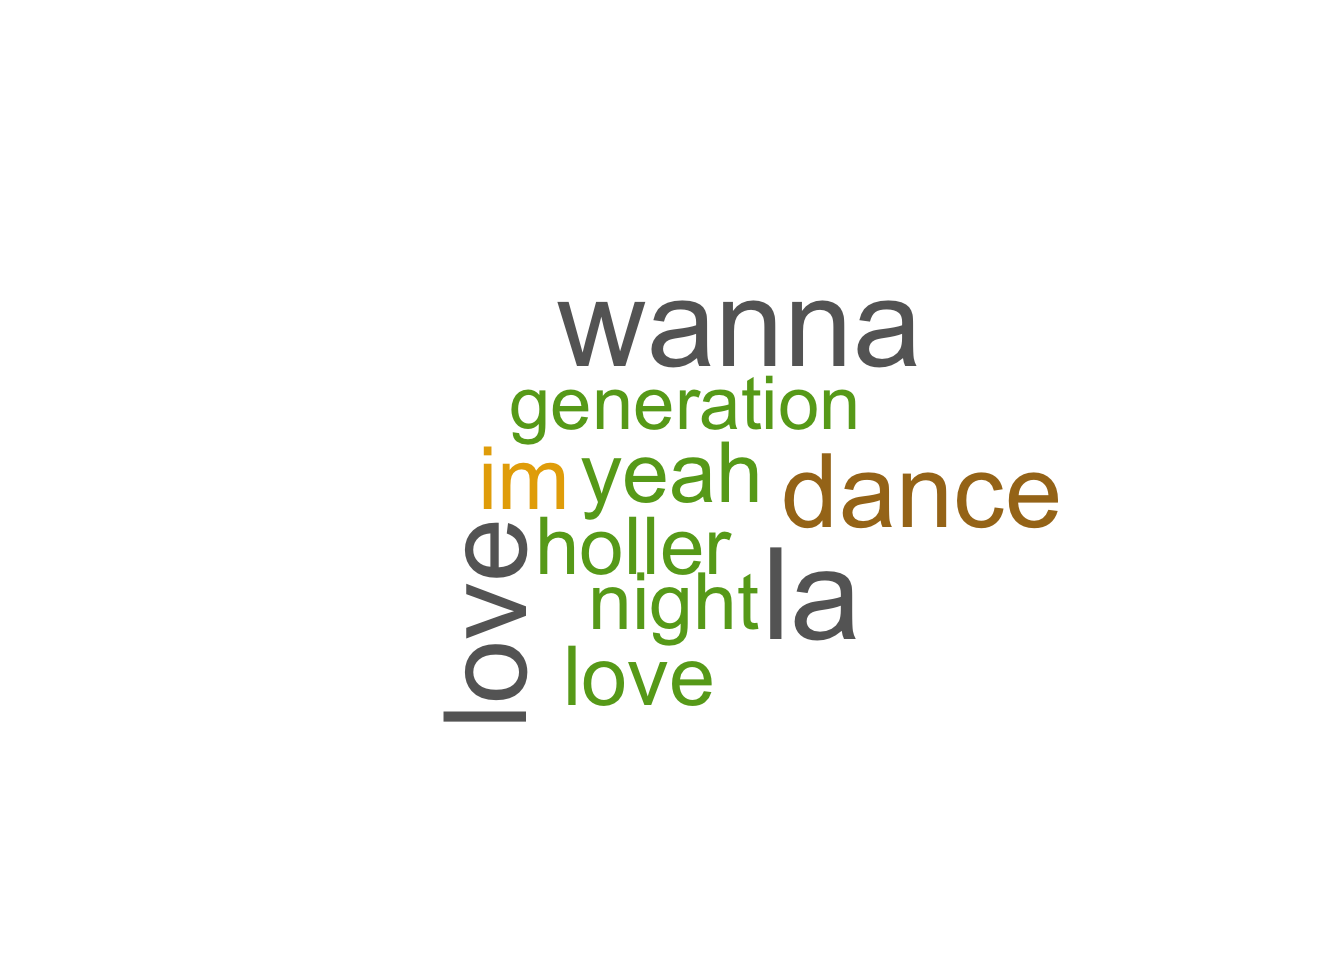 wanna
generation
im
yeah
dance
holler
love
night
la
love